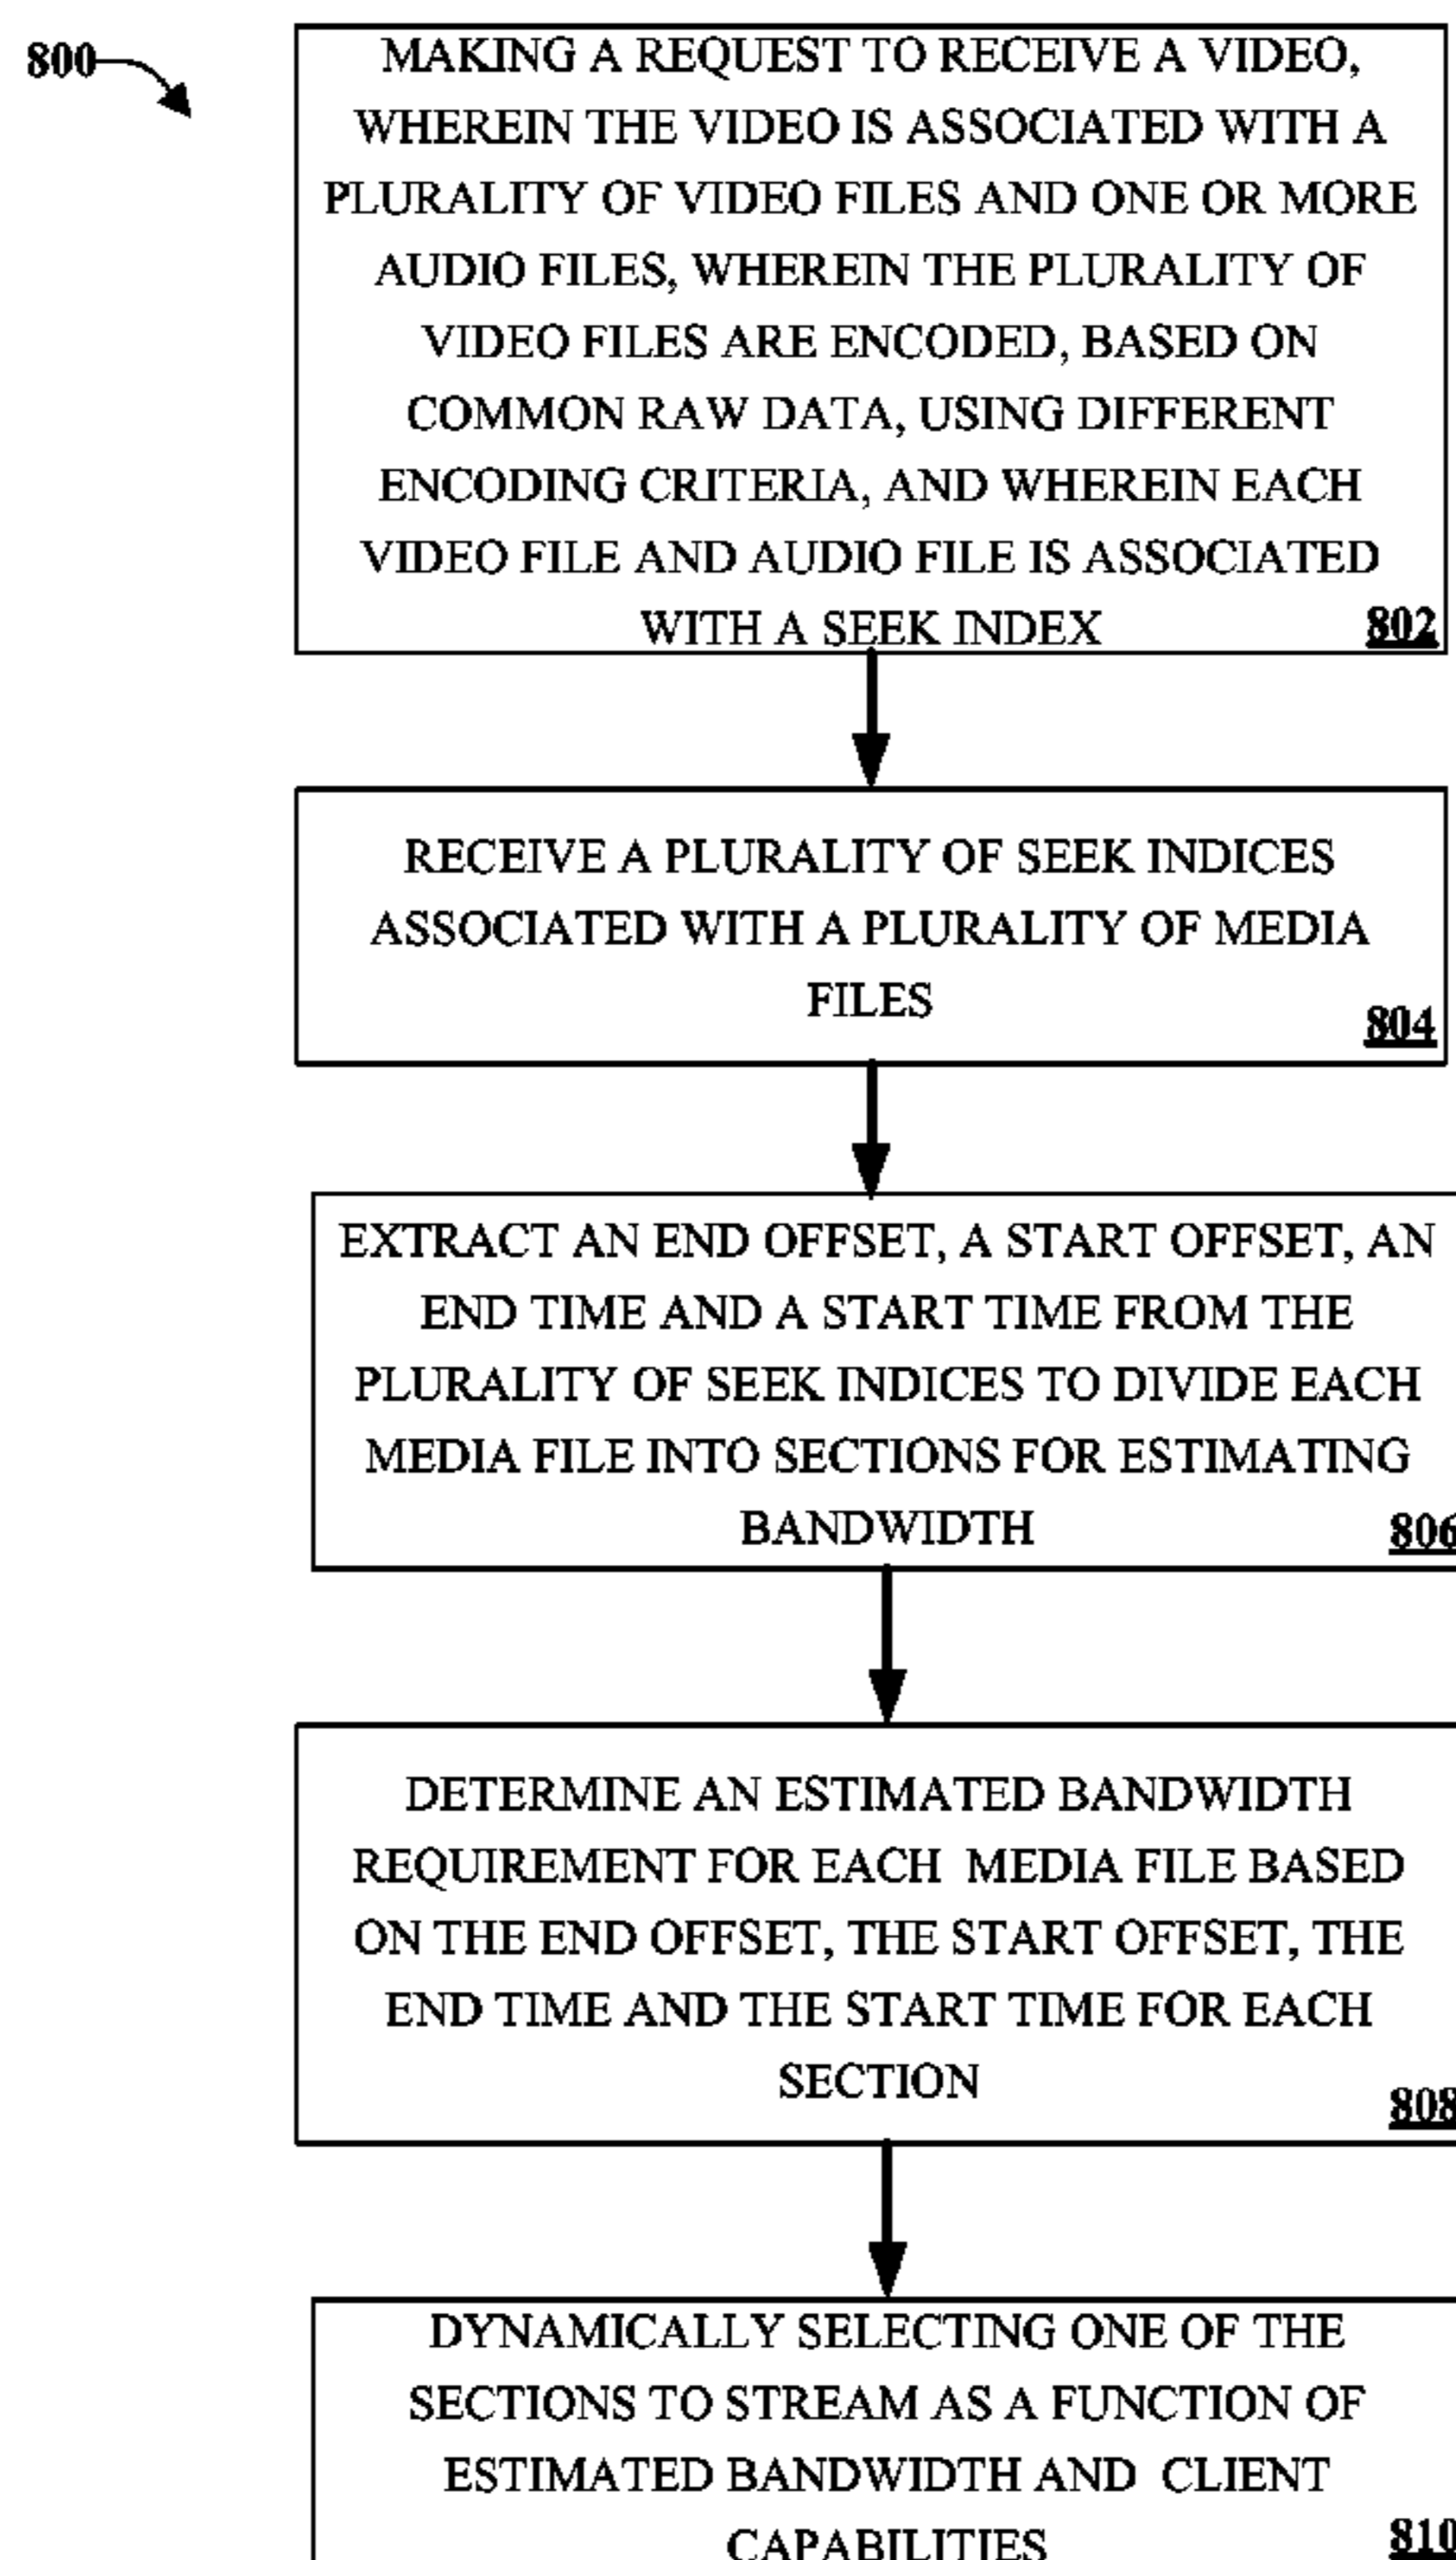 800
MAKING A REQUEST TO RECEIVE A VIDEO,
WHEREIN THE VIDEO IS ASSOCIATED WITH A
PLURALITY OF VIDEO FILES AND ONE OR MORE
AUDIO FILES, WHEREIN THE PLURALITY OF
VIDEO FILES ARE ENCODED, BASED ON
COMMON RAW DATA, USING DIFFERENT
ENCODING CRITERIA, AND WHEREIN EACH
VIDEO FILE AND AUDIO FILE IS ASSOCIATED
WITH A SEEK INDEX
802
RECEIVE A PLURALITY OF SEEK INDICES
ASSOCIATED WITH A PLURALITY OF MEDIA
FILES
804
EXTRACT AN END OFFSET, A START OFFSET, AN
END TIME AND A START TIME FROM THE
PLURALITY OF SEEK INDICES TO DIVIDE EACH
MEDIA FILE INTO SECTIONS FOR ESTIMATING
BANDWIDTH
806
DETERMINE AN ESTIMATED BANDWIDTH
REQUIREMENT FOR EACH MEDIA FILE BASED
ON THE END OFFSET, THE START OFFSET, THE
END TIME AND THE START TIME FOR EACH
SECTION
808
DYNAMICALLY SELECTING ONE OF THE
SECTIONS TO STREAM AS A FUNCTION OF
ESTIMATED BANDWIDTH AND CLIENT
CAPABILITIES
810